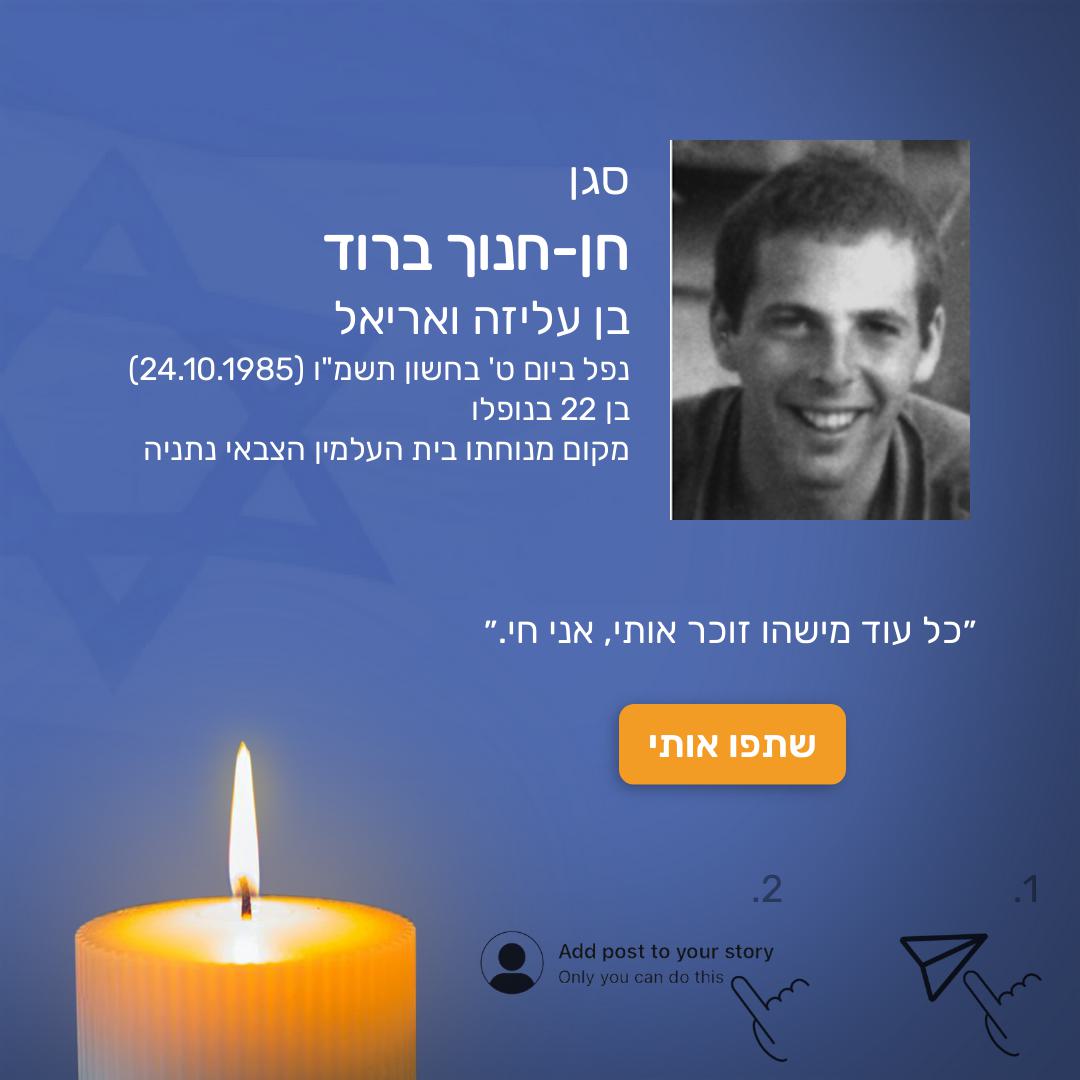 סגן
חן-חנוך ברוד
בן עליזה ואריאל
נפל ביום ט' בחשון תשמ"ו (24.10.1985)
בן 22 בנופלו
מקום מנוחתו בית העלמין הצבאי נתניה
״כל עוד מישהו זוכר אותי, אני חי.״
שתפו אותי
1.
2.
Add post to your story
Only you can do this